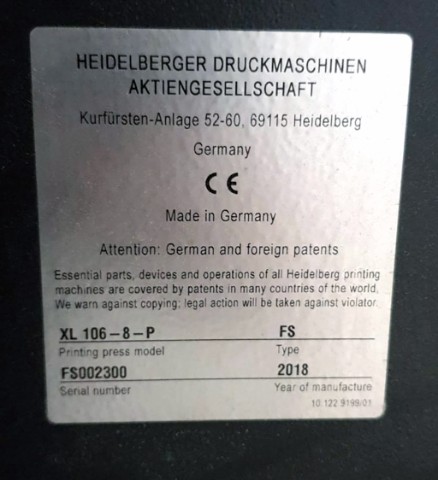 HEIDELBERGER DRUCKMASCHINEN
AKTIENGESELLSCHAFT
Kurfürsten-Anlage 52-60, 69115 Heidelberg
Germany
CE
Made in Germany
Attention: German and foreign patents
Essential parts, devices and operations of all Heidelberg printing
machines are covered by patents in many countries of the world.
We warn against copying; legal action will be taken against violator.
XL 106-8-P FS
Printing press model Type
FS002300 2018
Serial number Year of manufacture
10 122 9199/01